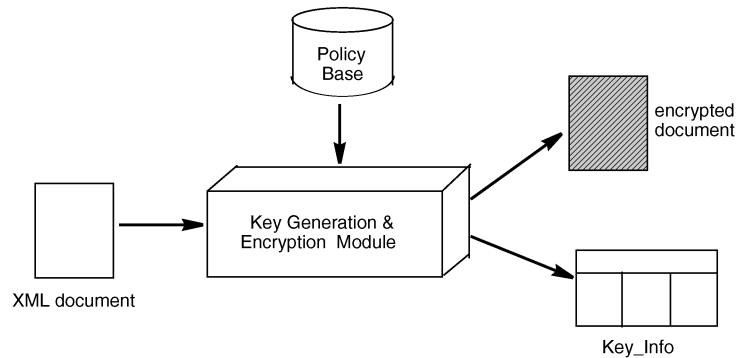 Policy
Base
encrypted
document
Key Generation &
Encryption Module
XML document
Key_Info